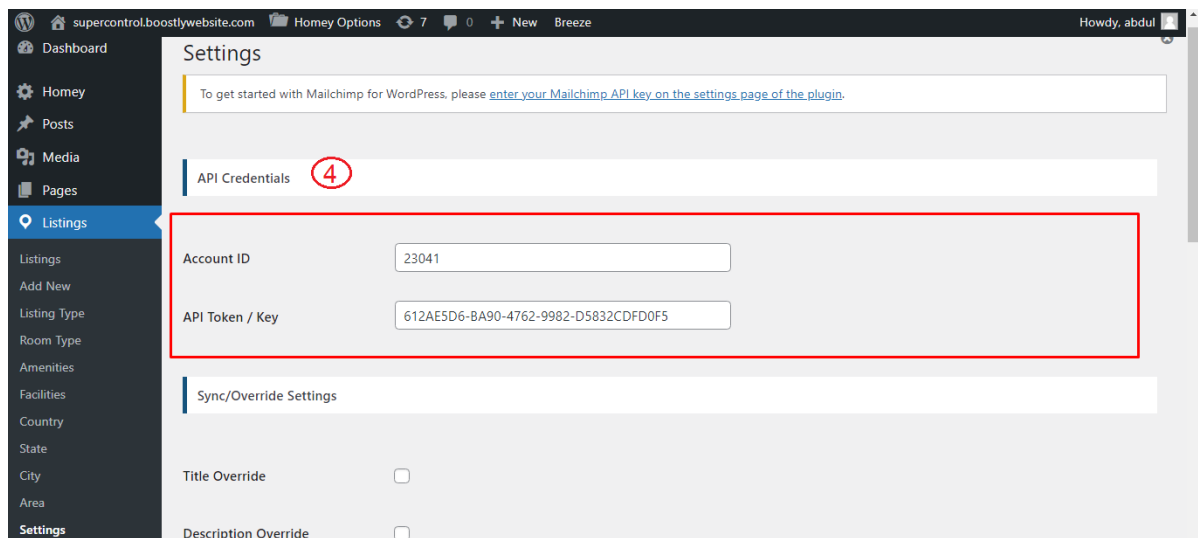 supercontrol.boostlywebsite.com Homey Options 7 0 New Breeze Howdy, abdul
Dashboard
Homey
Posts
Media
Pages
Listings
Listings
Add New
Listing Type
Room Type
Amenities
Facilities
Country
State
City
Area
Settings
Settings
To get started with Mailchimp for WordPress, please enter your Mailchimp API key on the settings page of the plugin.
API Credentials 4
Account ID 23041
API Token / Key 612AE5D6-BA90-4762-9982-D5832CDFD0F5
Sync/Override Settings
Title Override
Description Override